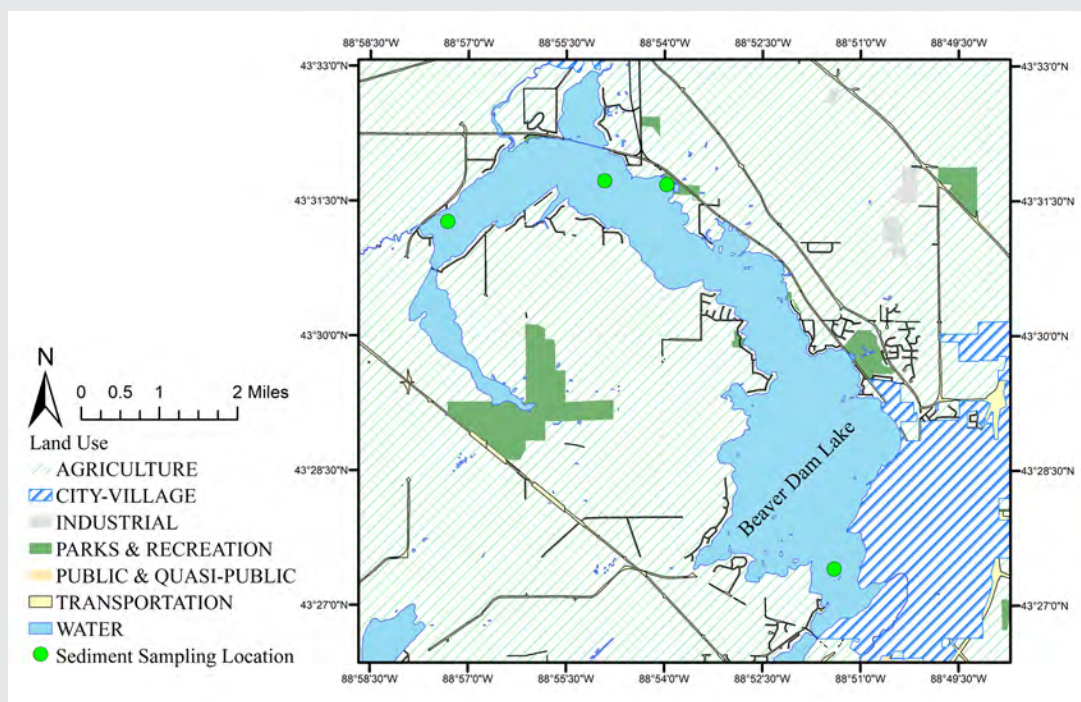 88°58'30"W 88°57'0"W 88°55'30"W 88°54'0"W 88°52'30"W 88°51'0"W 88°49'30"W
43°33'0"N 43°33'0"N
43°31'30"N 43°31'30"N
43°30'0"N 43°30'0"N
43°28'30"N 43°28'30"N
43°27'0"N 43°27'0"N
Beaver Dam Lake
88°58'30"W 88°57'0"W 88°55'30"W 88°54'0"W 88°52'30"W 88°51'0"W 88°49'30"W
N
0 0.5 1 2 Miles
Land Use
AGRICULTURE
CITY-VILLAGE
INDUSTRIAL
PARKS & RECREATION
PUBLIC & QUASI-PUBLIC
TRANSPORTATION
WATER
Sediment Sampling Location